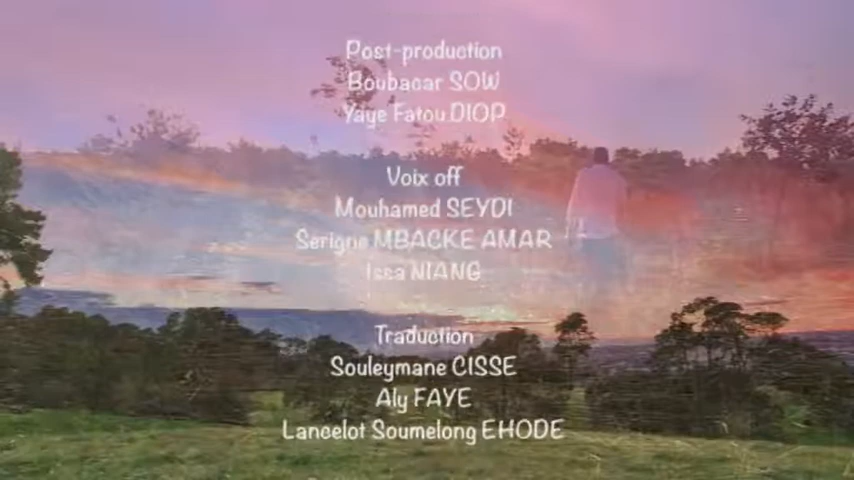 Post-production
Boubacar SOW
Yaye Fatou DIOP
Voix off
Mouhamed SEYDI
Serigne MBACKE AMAR
Issa NIANG
Traduction
Souleymane CISSE
Aly FAYE
Lancelot Soumelong EHODE